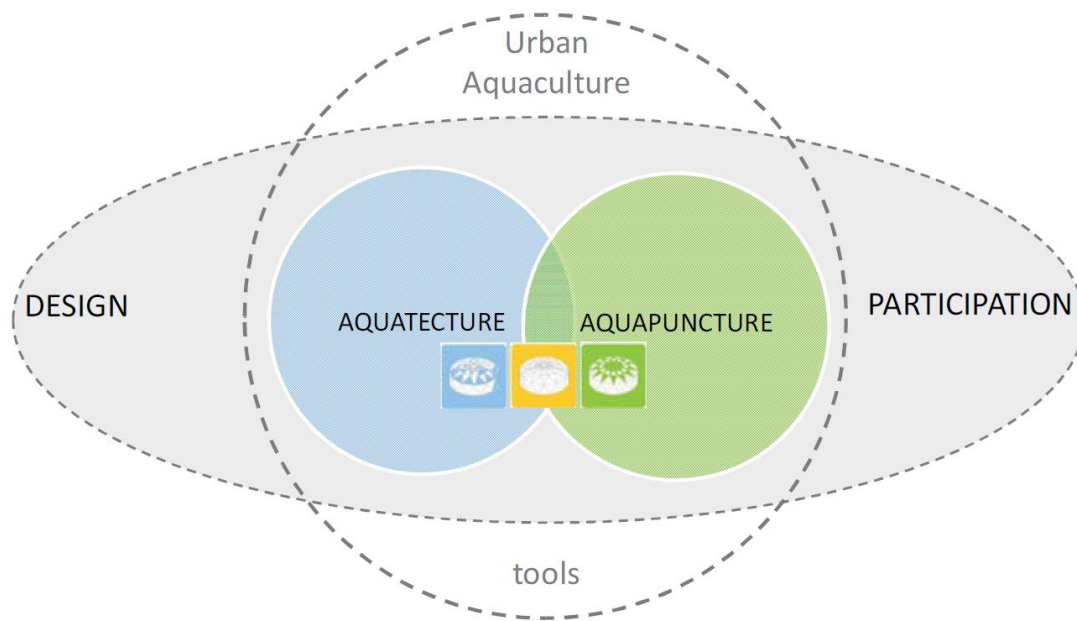 Urban
Aquaculture
DESIGN
AQUATECTURE
AQUAPUNCTURE
PARTICIPATION
tools